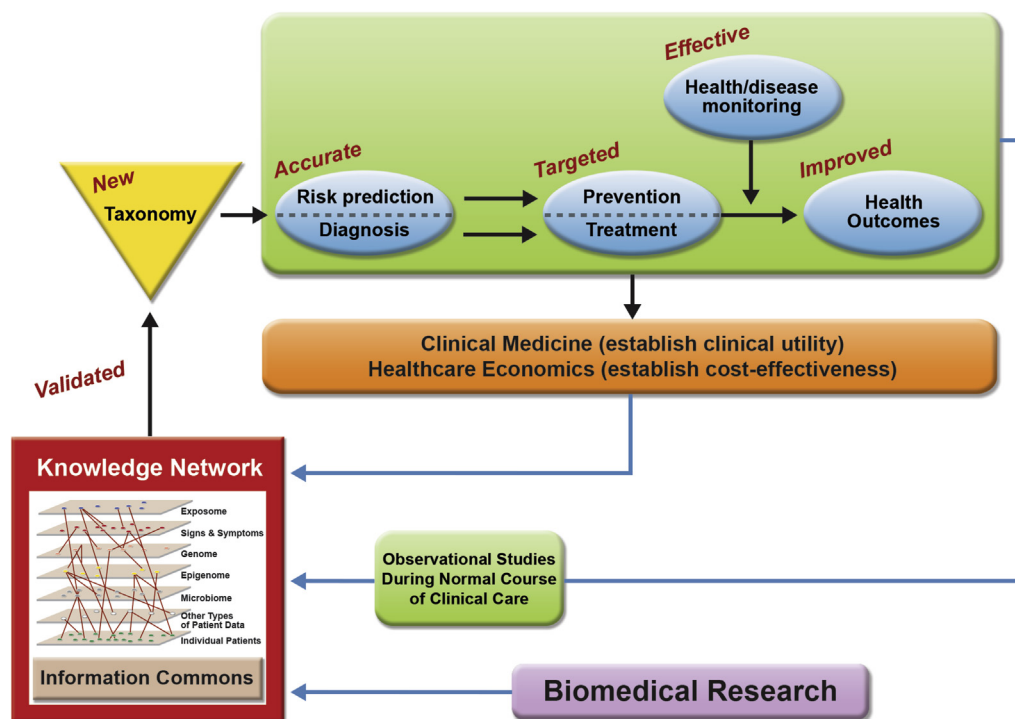 Effective
Health/disease
monitoring
New
Taxonomy
Accurate
Risk prediction
Diagnosis
Targeted
Prevention
Treatment
Improved
Health
Outcomes
Clinical Medicine (establish clinical utility)
Healthcare Economics (establish cost-effectiveness)
Validated
Knowledge Network
Exposome
Signs & Symptoms
Genome
Epigenome
Microbiome
Other Types
of Patient Data
Individual Patients
Information Commons
Observational Studies
During Normal Course
of Clinical Care
Biomedical Research